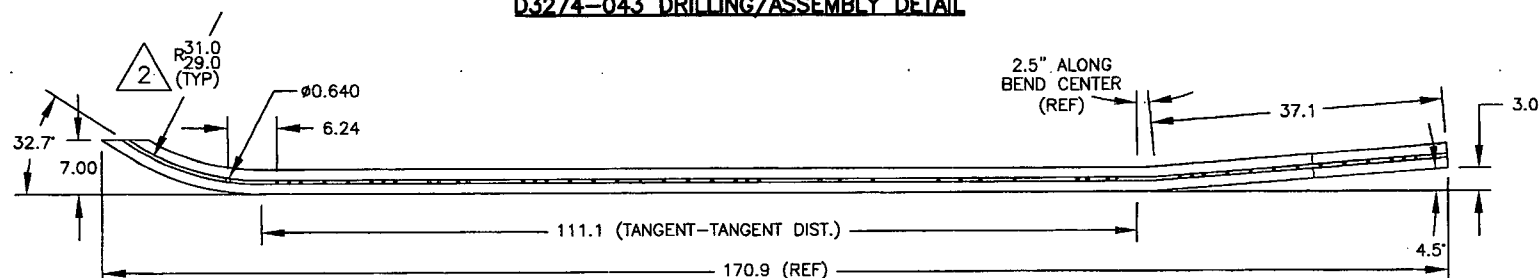 D3274-043 DRILLING/ASSEMBLY DETAIL
2
R31.0
29.0
(TYP)
ø0.640
6.24
32.7°
7.00
2.5" ALONG
BEND CENTER
(REF)
37.1
3.0
111.1 (TANGENT-TANGENT DIST.)
4.5°
170.9 (REF)